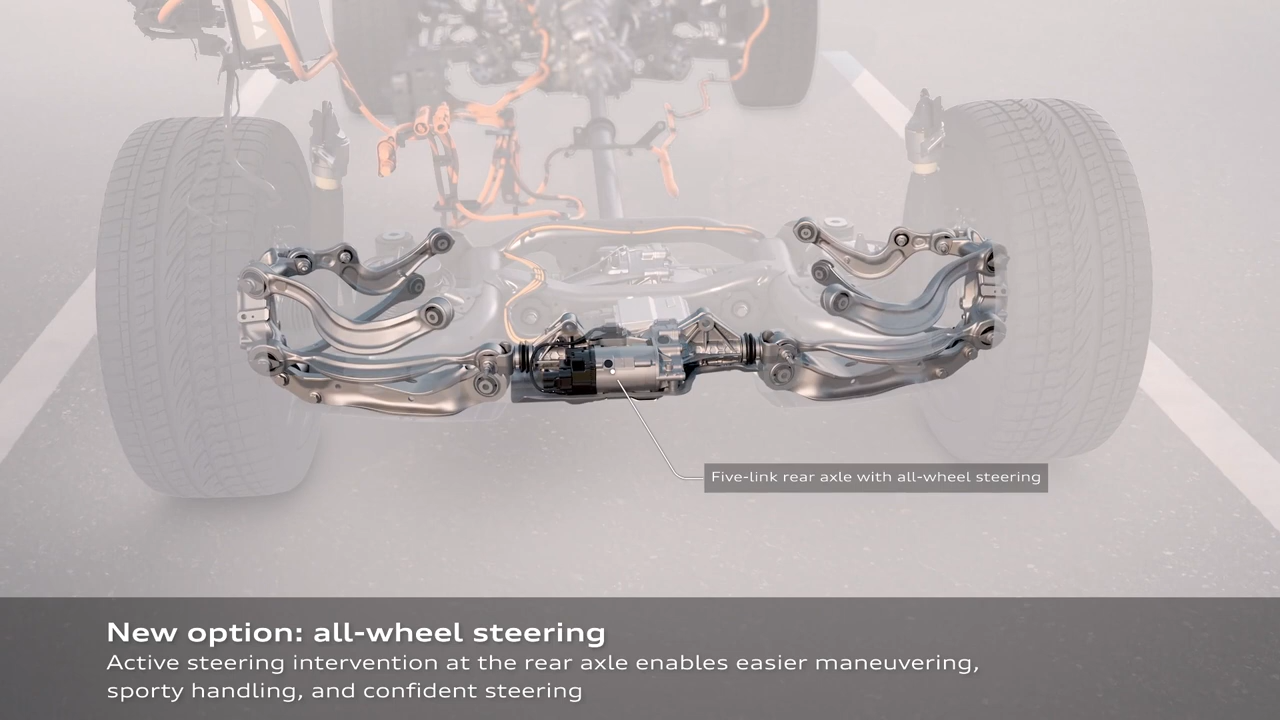 Five-link rear axle with all-wheel steering
New option: all-wheel steering
Active steering intervention at the rear axle enables easier maneuvering,
sporty handling, and confident steering